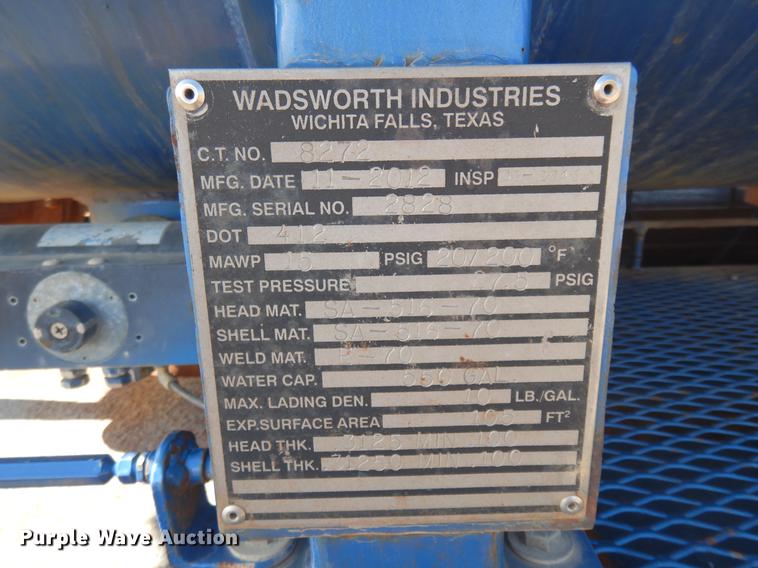 WADSWORTH INDUSTRIES
WICHITA FALLS, TEXAS
C.T. NO. 8272
MFG. DATE 11-2012 INSP
MFG. SERIAL NO. 2828
DOT 412
MAWP 15 PSIG 20/200 °F
TEST PRESSURE 27.5 PSIG
HEAD MAT. SA-516-70
SHELL MAT. SA-516-70
WELD MAT. E-70
WATER CAP. GAL.
MAX. LADING DEN. 10 LB./GAL.
EXP. SURFACE AREA 105 FT²
HEAD THK. .3125 MIN .100
SHELL THK. MIN .100
Purple Wave Auction